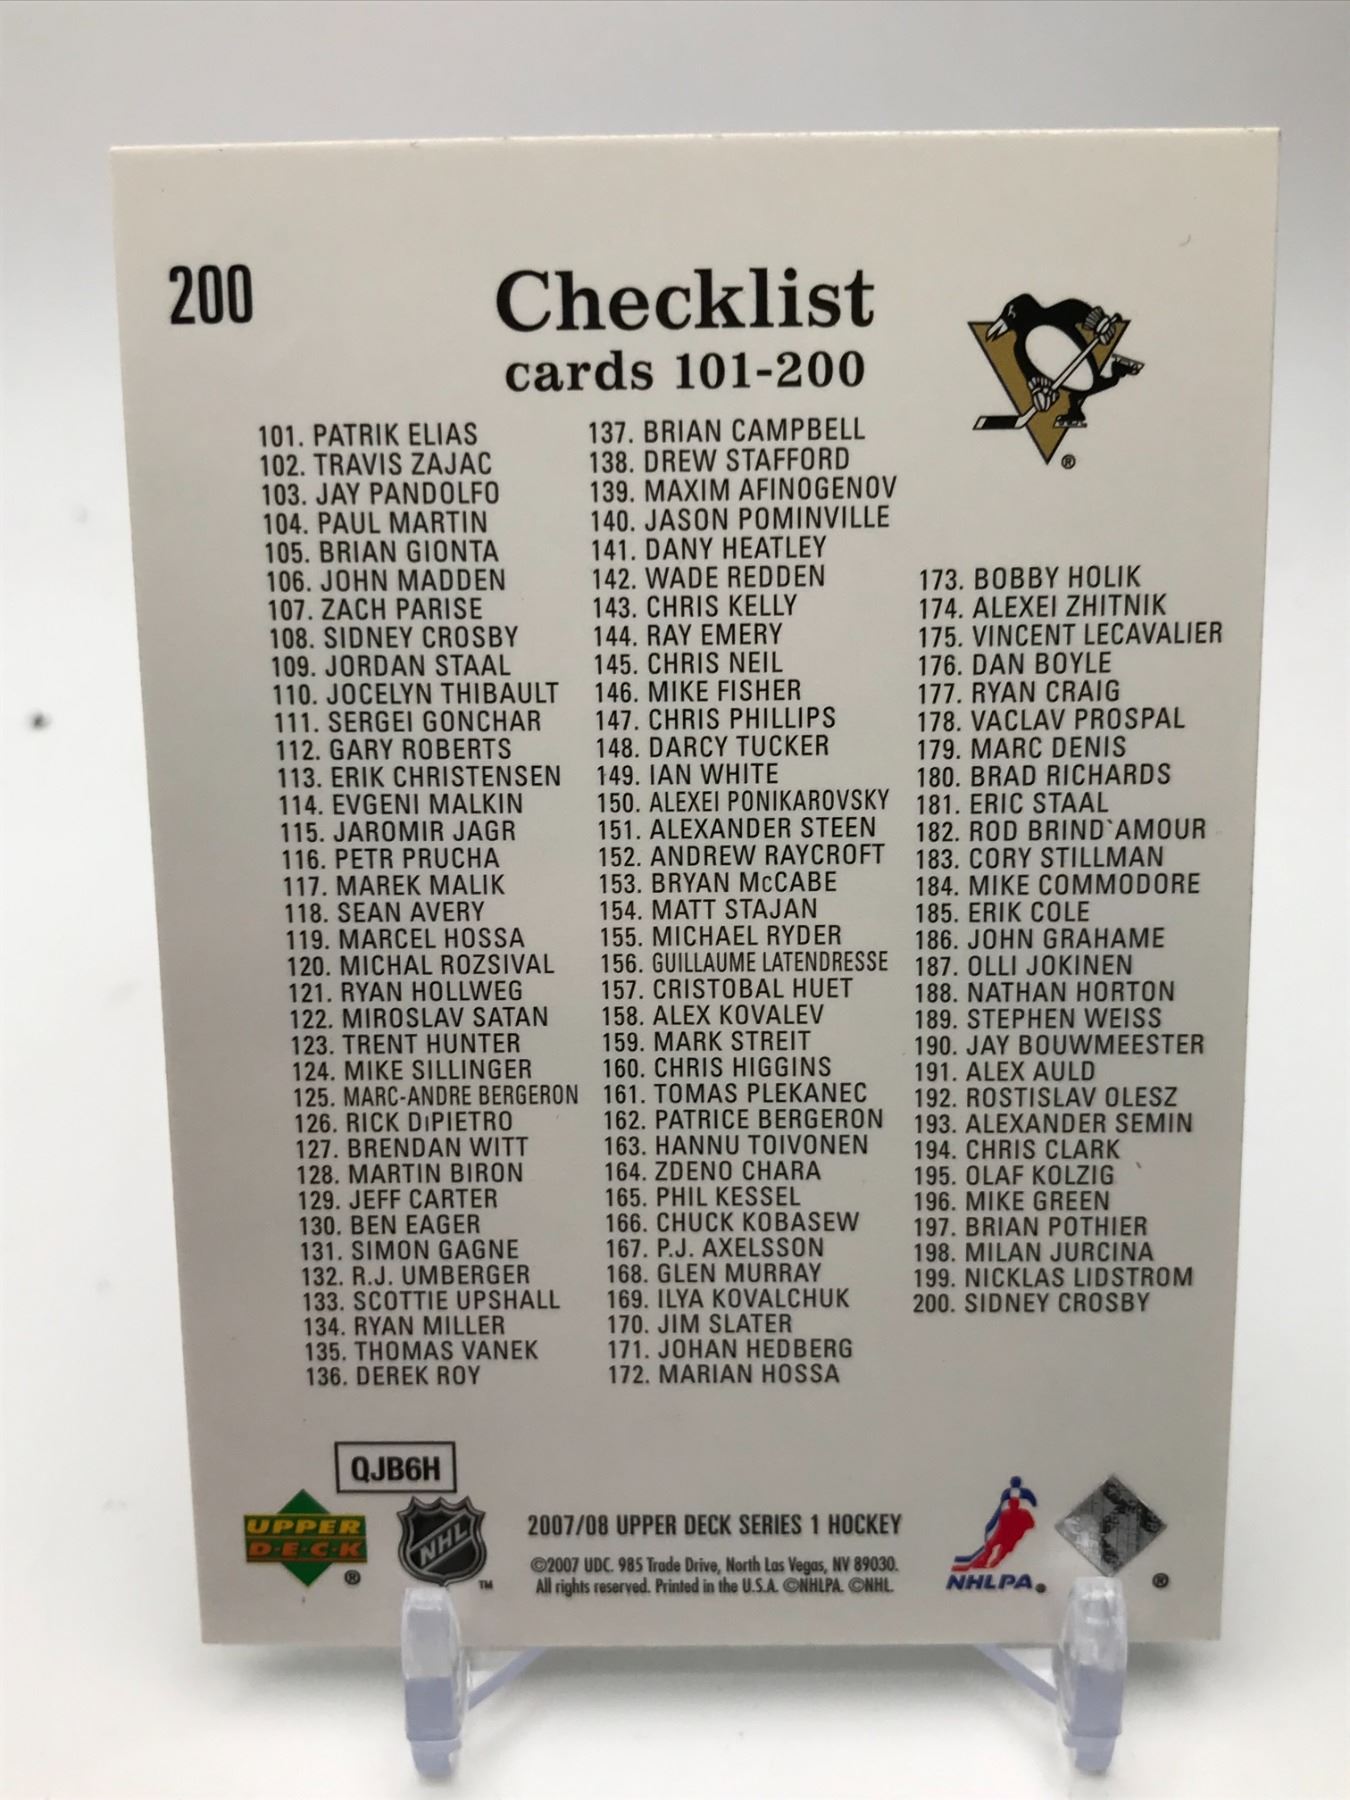 200
Checklist
cards 101-200
101. PATRIK ELIAS
102. TRAVIS ZAJAC
103. JAY PANDOLFO
104. PAUL MARTIN
105. BRIAN GIONTA
106. JOHN MADDEN
107. ZACH PARISE
108. SIDNEY CROSBY
109. JORDAN STAAL
110. JOCELYN THIBAULT
111. SERGEI GONCHAR
112. GARY ROBERTS
113. ERIK CHRISTENSEN
114. EVGENI MALKIN
115. JAROMIR JAGR
116. PETR PRUCHA
117. MAREK MALIK
118. SEAN AVERY
119. MARCEL HOSSA
120. MICHAL ROZSIVAL
121. RYAN HOLLWEG
122. MIROSLAV SATAN
123. TRENT HUNTER
124. MIKE SILLINGER
125. MARC-ANDRE BERGERON
126. RICK DiPIETRO
127. BRENDAN WITT
128. MARTIN BIRON
129. JEFF CARTER
130. BEN EAGER
131. SIMON GAGNE
132. R.J. UMBERGER
133. SCOTTIE UPSHALL
134. RYAN MILLER
135. THOMAS VANEK
136. DEREK ROY
137. BRIAN CAMPBELL
138. DREW STAFFORD
139. MAXIM AFINOGENOV
140. JASON POMINVILLE
141. DANY HEATLEY
142. WADE REDDEN
143. CHRIS KELLY
144. RAY EMERY
145. CHRIS NEIL
146. MIKE FISHER
147. CHRIS PHILLIPS
148. DARCY TUCKER
149. IAN WHITE
150. ALEXEI PONIKAROVSKY
151. ALEXANDER STEEN
152. ANDREW RAYCROFT
153. BRYAN McCABE
154. MATT STAJAN
155. MICHAEL RYDER
156. GUILLAUME LATENDRESSE
157. CRISTOBAL HUET
158. ALEX KOVALEV
159. MARK STREIT
160. CHRIS HIGGINS
161. TOMAS PLEKANEC
162. PATRICE BERGERON
163. HANNU TOIVONEN
164. ZDENO CHARA
165. PHIL KESSEL
166. CHUCK KOBASEW
167. P.J. AXELSSON
168. GLEN MURRAY
169. ILYA KOVALCHUK
170. JIM SLATER
171. JOHAN HEDBERG
172. MARIAN HOSSA
®
173. BOBBY HOLIK
174. ALEXEI ZHITNIK
175. VINCENT LECAVALIER
176. DAN BOYLE
177. RYAN CRAIG
178. VACLAV PROSPAL
179. MARC DENIS
180. BRAD RICHARDS
181. ERIC STAAL
182. ROD BRIND`AMOUR
183. CORY STILLMAN
184. MIKE COMMODORE
185. ERIK COLE
186. JOHN GRAHAME
187. OLLI JOKINEN
188. NATHAN HORTON
189. STEPHEN WEISS
190. JAY BOUWMEESTER
191. ALEX AULD
192. ROSTISLAV OLESZ
193. ALEXANDER SEMIN
194. CHRIS CLARK
195. OLAF KOLZIG
196. MIKE GREEN
197. BRIAN POTHIER
198. MILAN JURCINA
199. NICKLAS LIDSTROM
200. SIDNEY CROSBY
QJB6H
UPPER
D·E·C·K
®
NHL
™
2007/08 UPPER DECK SERIES 1 HOCKEY
©2007 UDC. 985 Trade Drive, North Las Vegas, NV 89030.
All rights reserved. Printed in the U.S.A. ©NHLPA. ©NHL.
NHLPA®
®